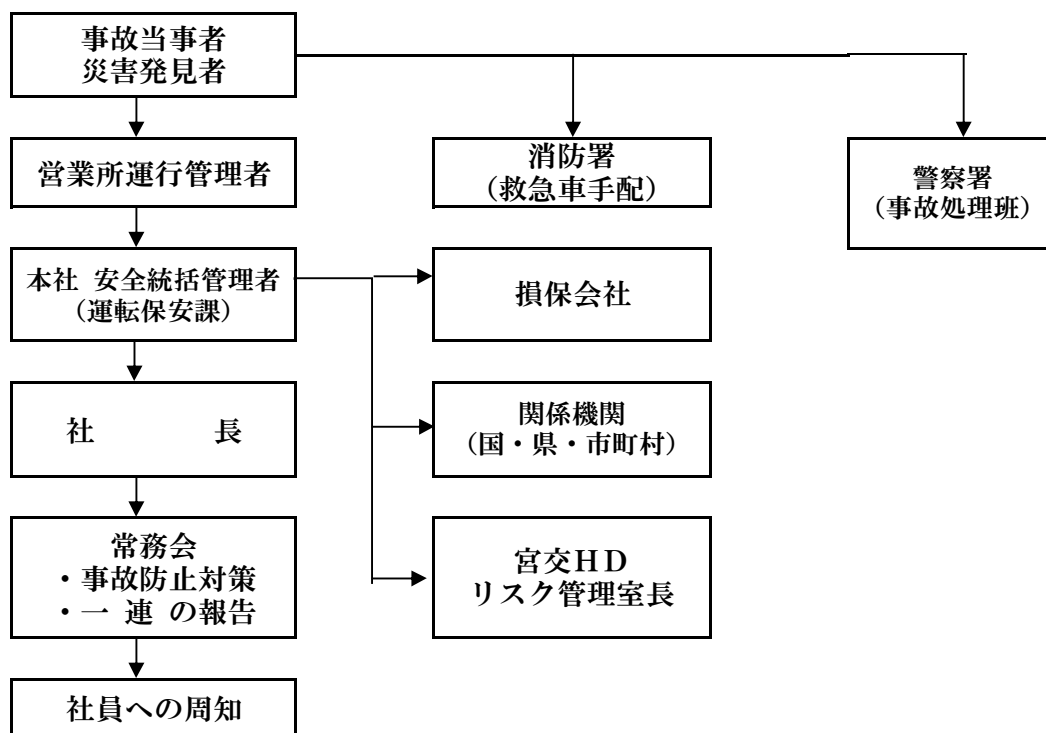 事故当事者
災害発見者
営業所運行管理者
消防署
（救急車手配）
警察署
（事故処理班）
本社 安全統括管理者
（運転保安課）
損保会社
社 長
関係機関
（国・県・市町村）
常務会
・事故防止対策
・一 連 の報告
宮交ＨＤ
リスク管理室長
社員への周知